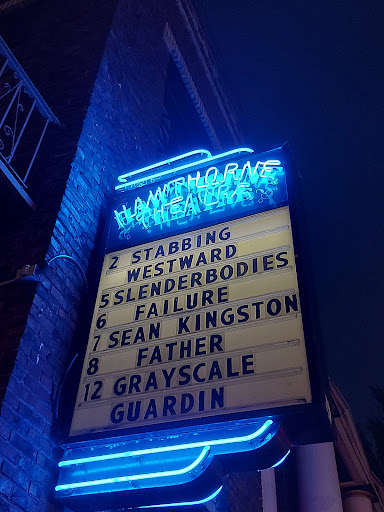 HAWTHORNE
THEATRE
2 STABBING
WESTWARD
5 SLENDERBODIES
6 FAILURE
7 SEAN KINGSTON
8 FATHER
12 GRAYSCALE
GUARDIN